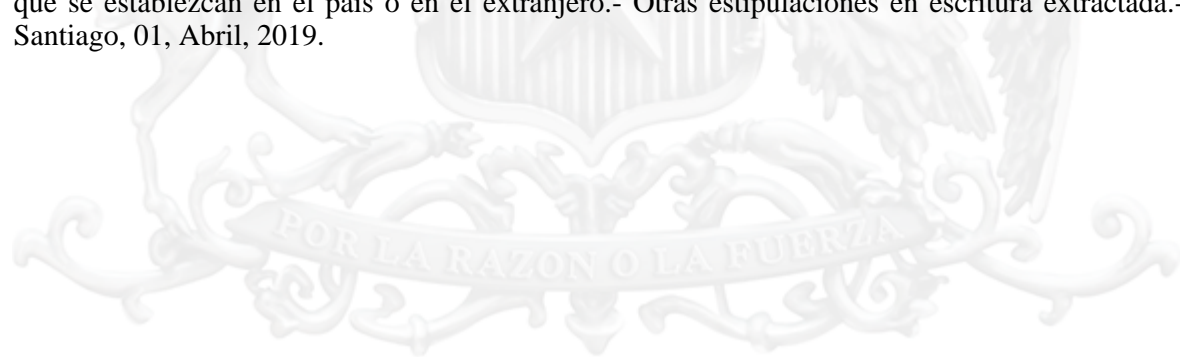 que se establezcan en el país o en el extranjero.- Otras estipulaciones en escritura extractada.-
Santiago, 01, Abril, 2019.
POR LA RAZON O LA FUERZA